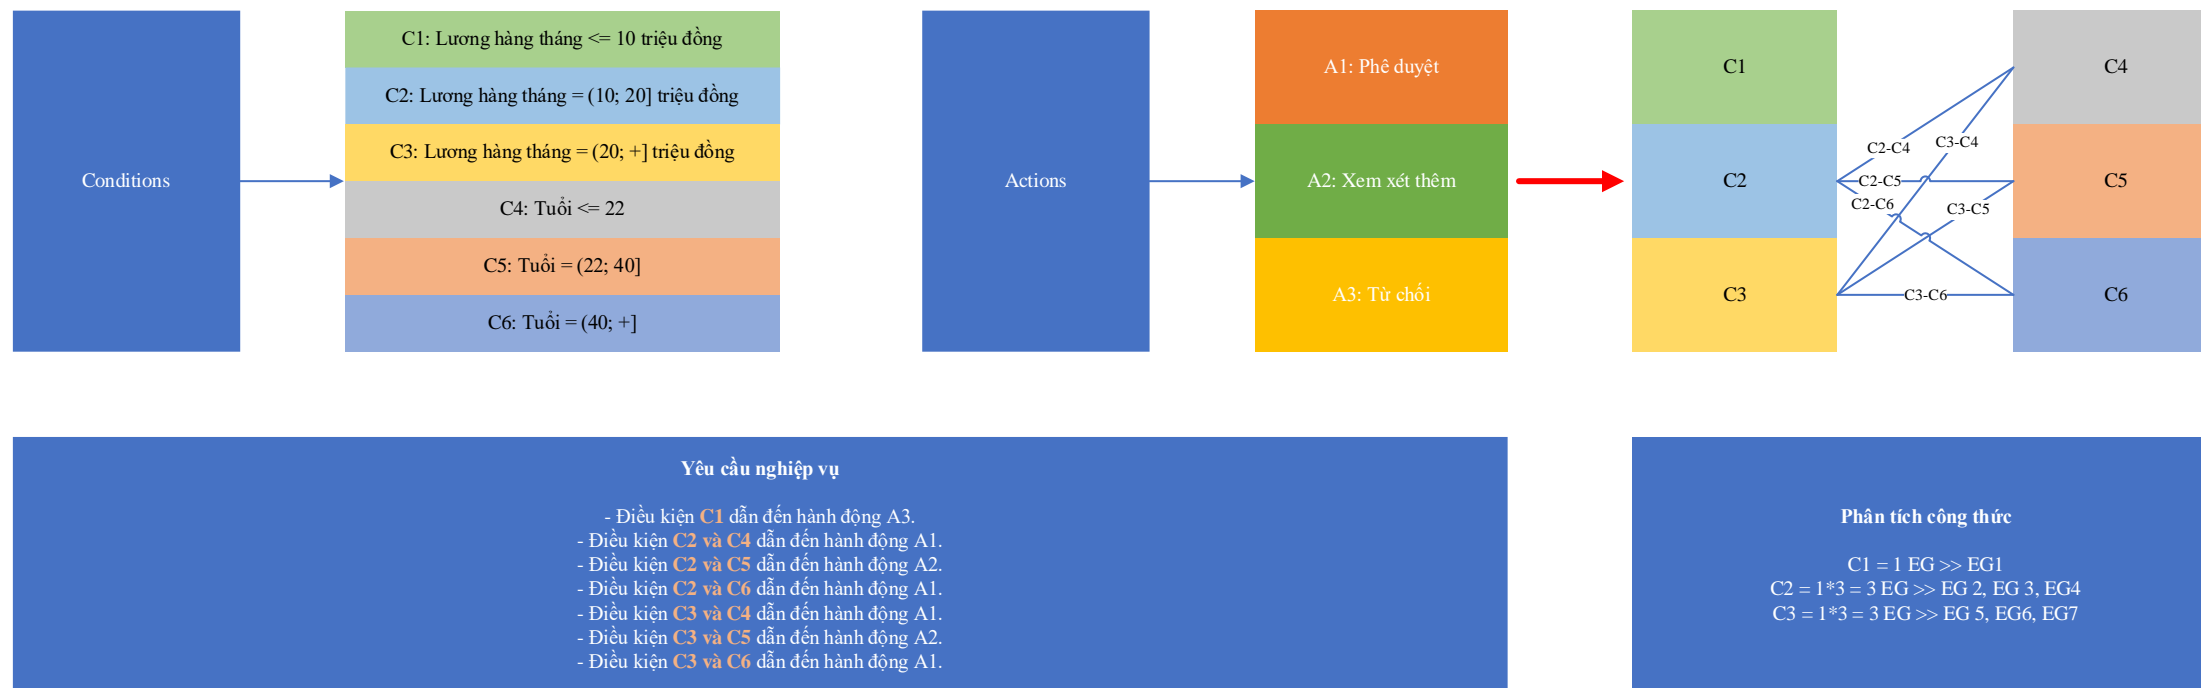 Conditions
C1: Lương hàng tháng <= 10 triệu đồng
C2: Lương hàng tháng = (10; 20] triệu đồng
C3: Lương hàng tháng = (20; +] triệu đồng
C4: Tuổi <= 22
C5: Tuổi = (22; 40]
C6: Tuổi = (40; +]
Actions
A1: Phê duyệt
A2: Xem xét thêm
A3: Từ chối
C1
C2
C3
C2-C4
C3-C4
C2-C5
C2-C6
C3-C5
C3-C6
C4
C5
C6
Yêu cầu nghiệp vụ
- Điều kiện C1 dẫn đến hành động A3.
- Điều kiện C2 và C4 dẫn đến hành động A1.
- Điều kiện C2 và C5 dẫn đến hành động A2.
- Điều kiện C2 và C6 dẫn đến hành động A1.
- Điều kiện C3 và C4 dẫn đến hành động A1.
- Điều kiện C3 và C5 dẫn đến hành động A2.
- Điều kiện C3 và C6 dẫn đến hành động A1.
Phân tích công thức
C1 = 1 EG >> EG1
C2 = 1*3 = 3 EG >> EG 2, EG 3, EG4
C3 = 1*3 = 3 EG >> EG 5, EG6, EG7